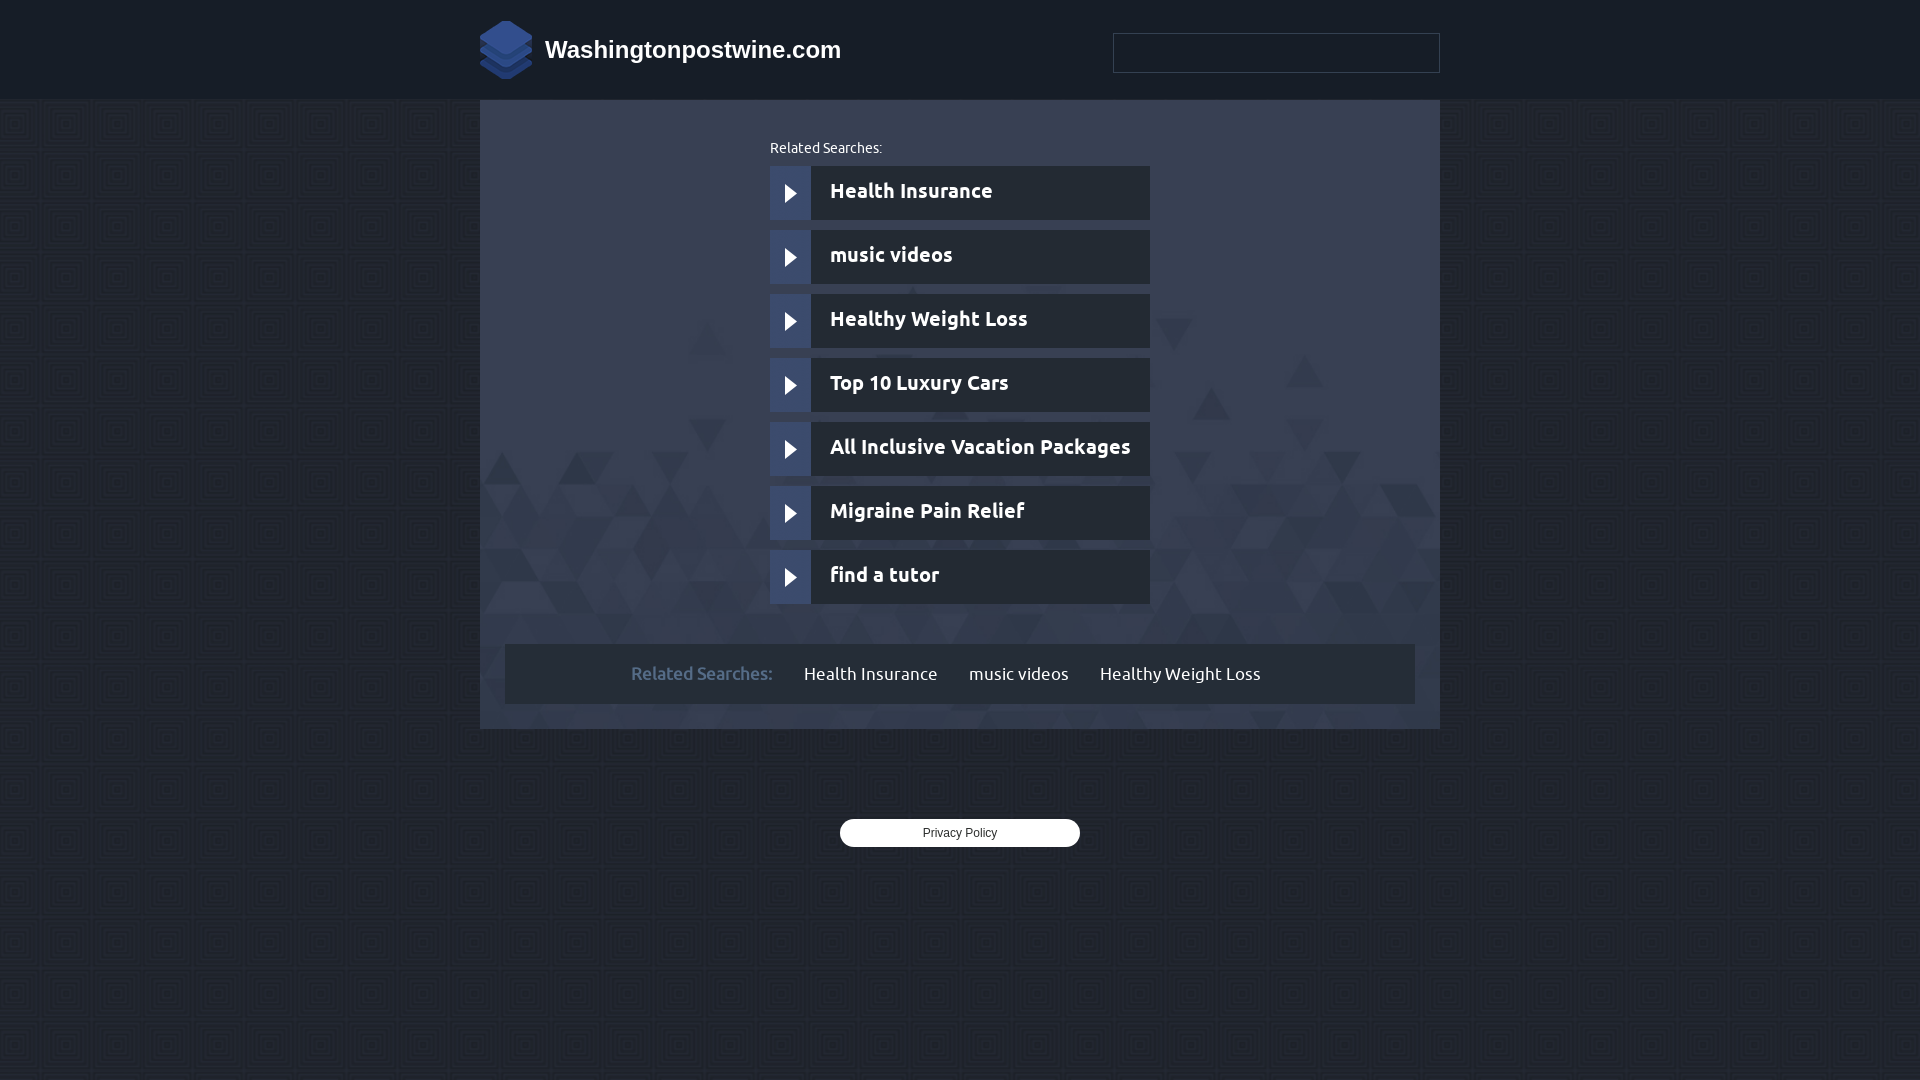 Washingtonpostwine.com
Related Searches:
Health Insurance
music videos
Healthy Weight Loss
Top 10 Luxury Cars
All Inclusive Vacation Packages
Migraine Pain Relief
find a tutor
Related Searches: Health Insurance music videos Healthy Weight Loss
Privacy Policy